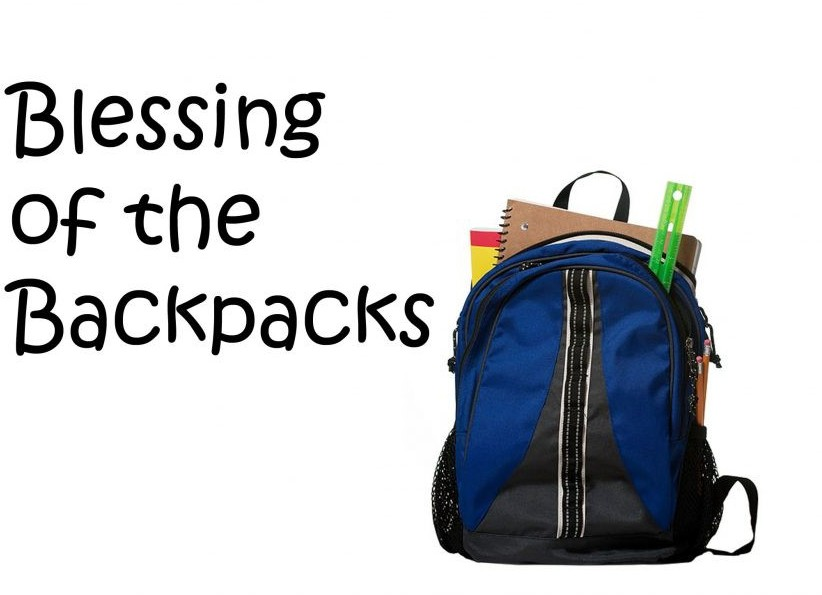 Blessing
of the
Backpacks